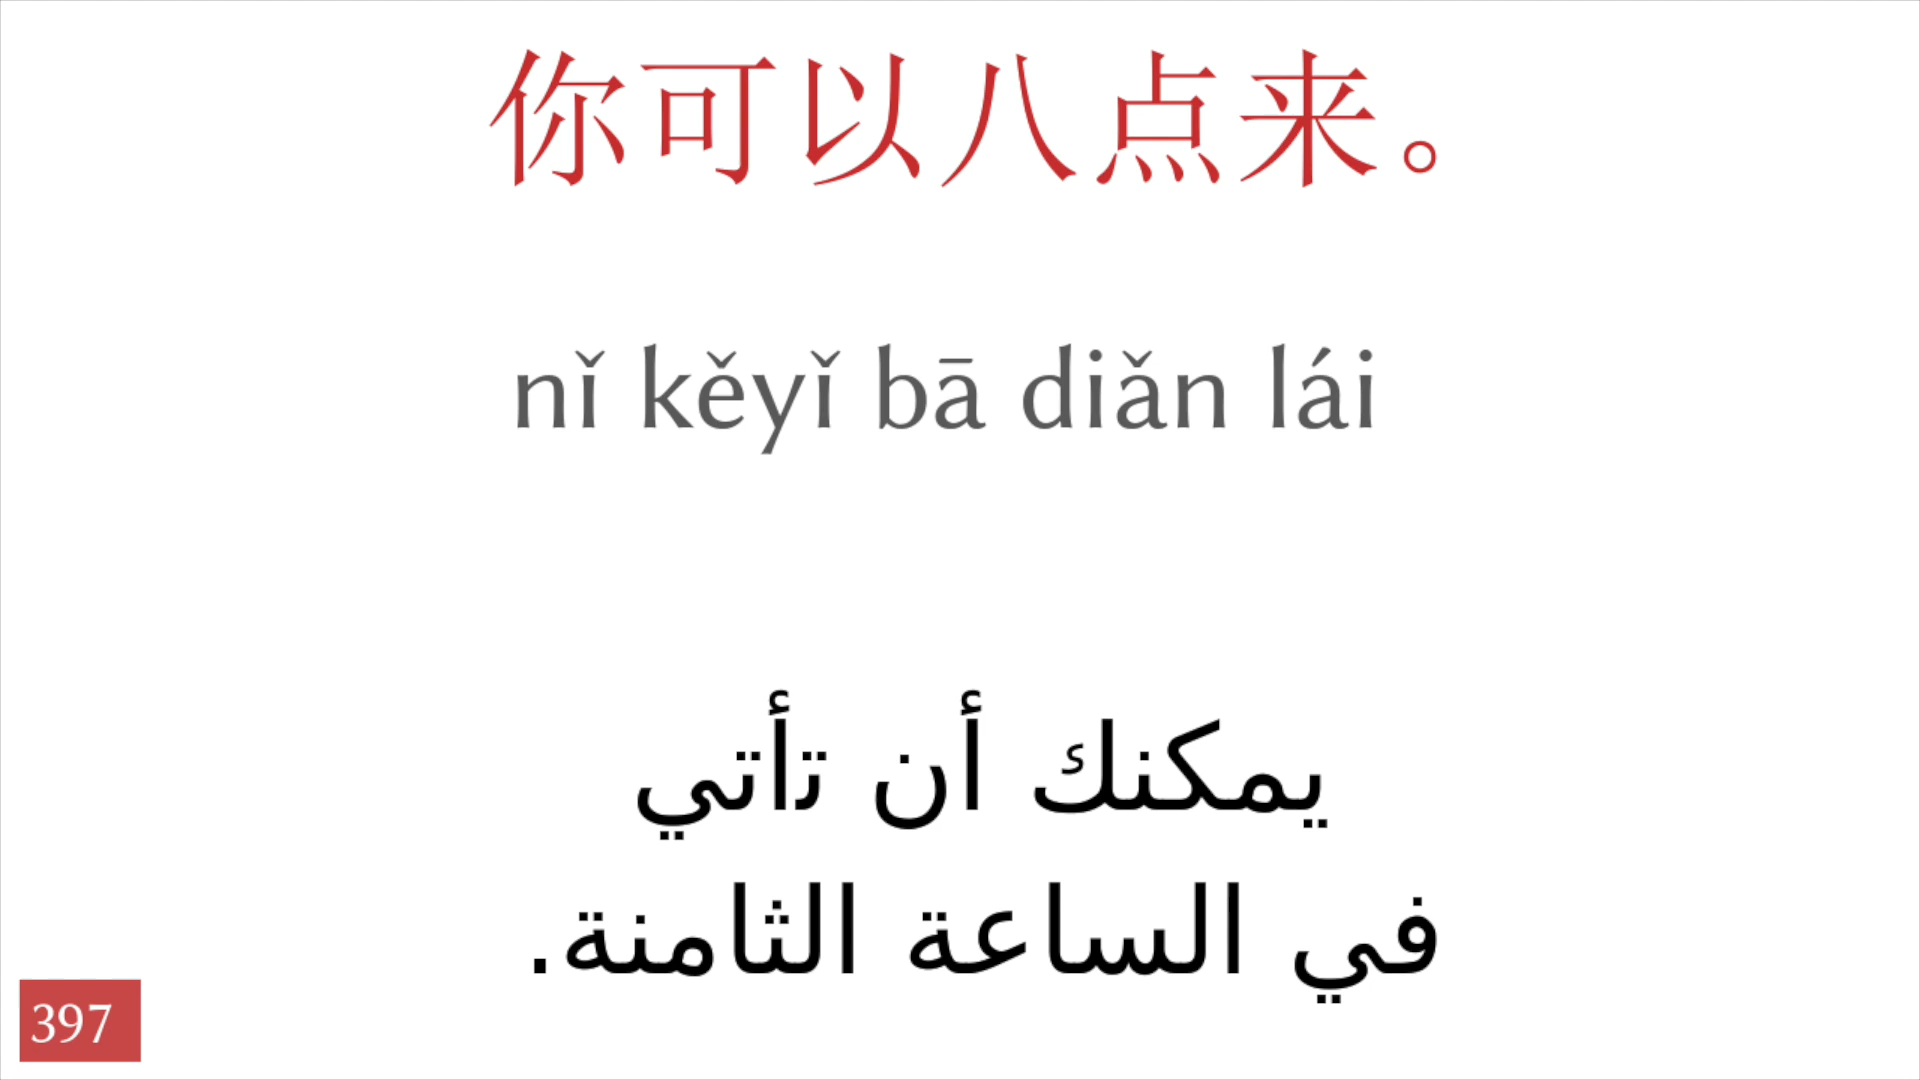 你可以八点来。
nǐ kěyǐ bā diǎn lái
يمكنك أن تأتي
في الساعة الثامنة.
397